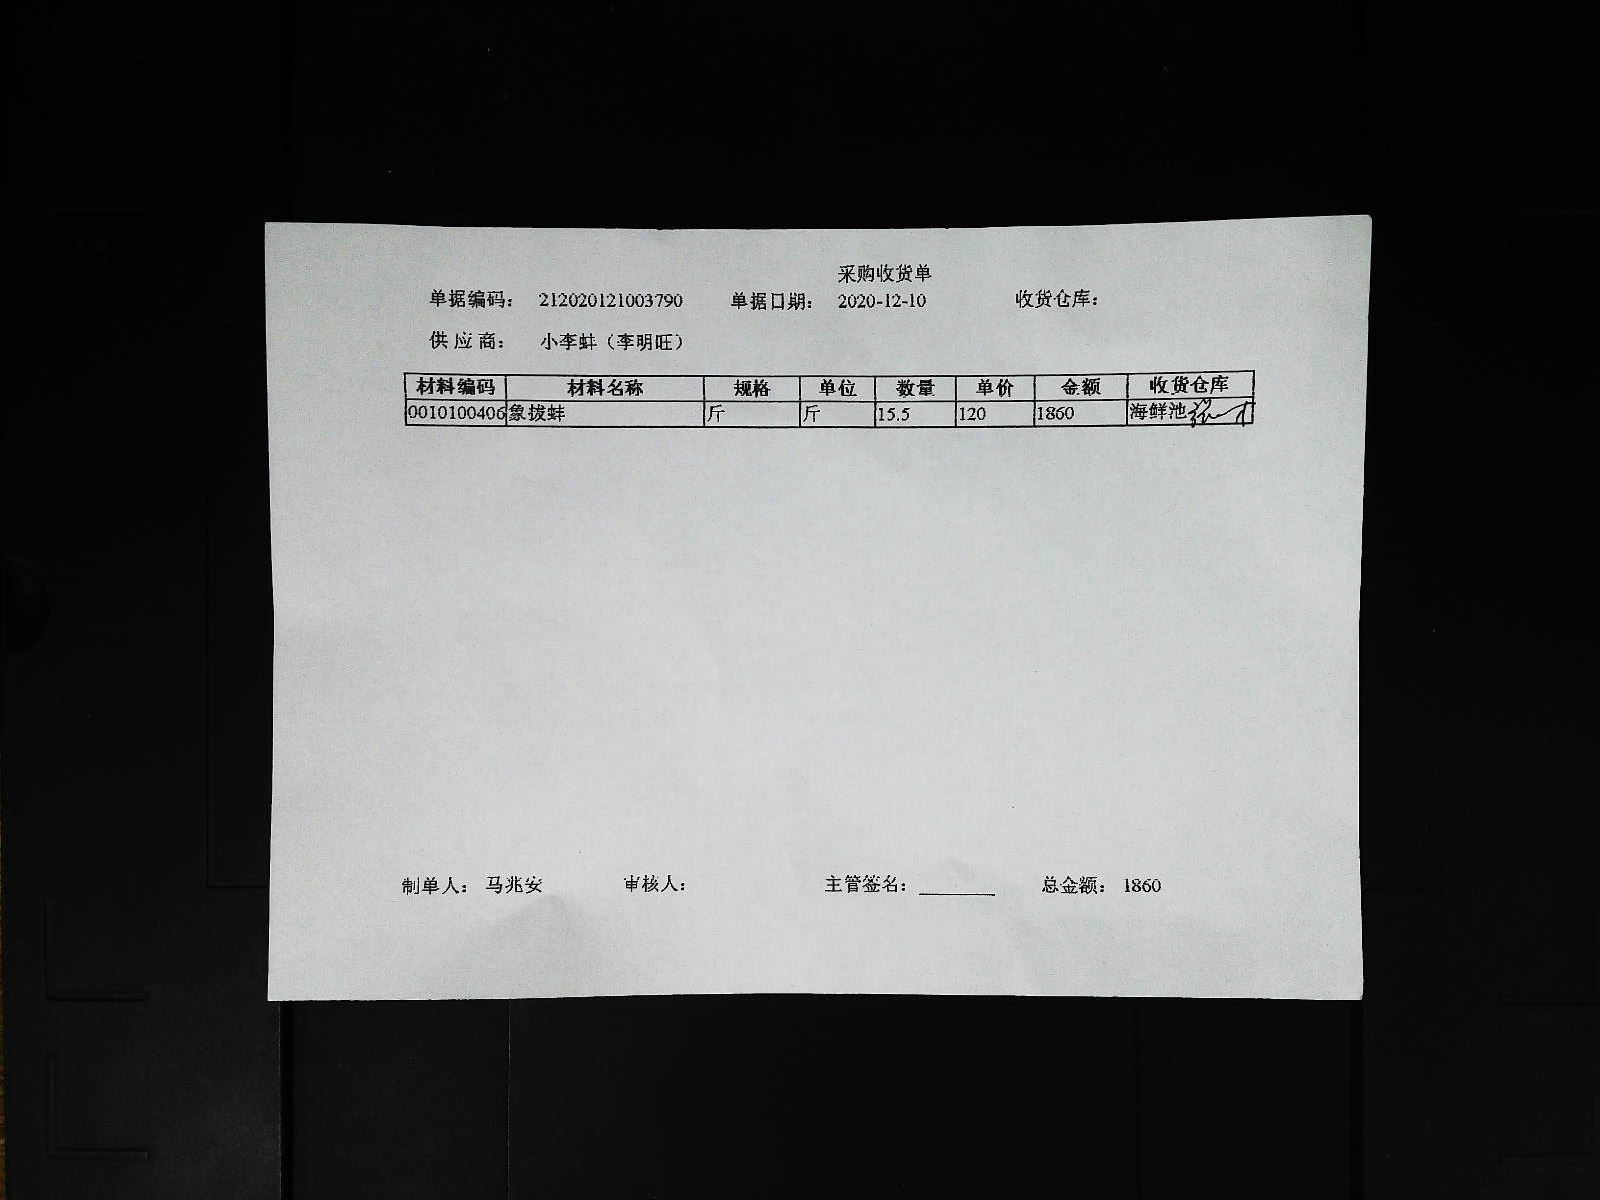 采购收货单
单据编码： 212020121003790 单据日期： 2020-12-10 收货仓库：
供应商： 小李蚌（李明旺）
材料编码 材料名称 规格 单位 数量 单价 金额 收货仓库
0010100406 象拔蚌 斤 斤 15.5 120 1860 海鲜池
制单人： 马兆安 审核人： 主管签名： ________ 总金额： 1860